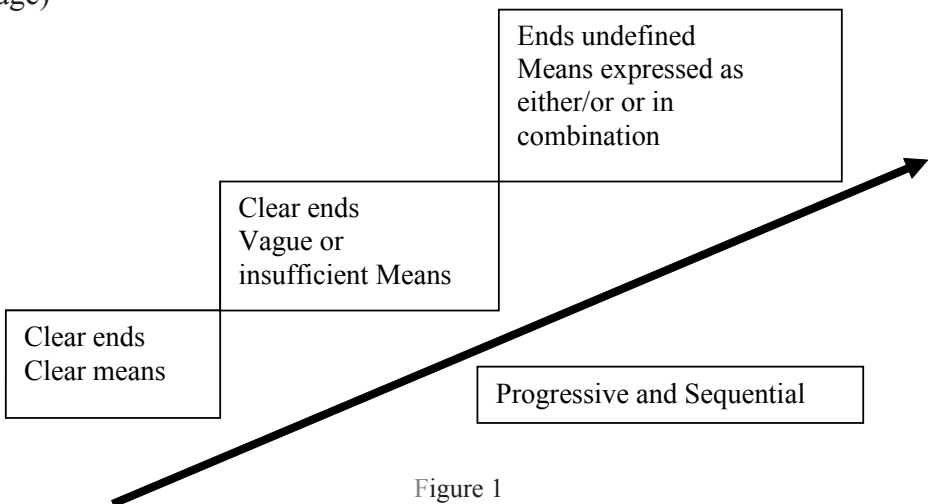 Ends undefined
Means expressed as
either/or or in
combination
Clear ends
Vague or
insufficient Means
Clear ends
Clear means
Progressive and Sequential
Figure 1